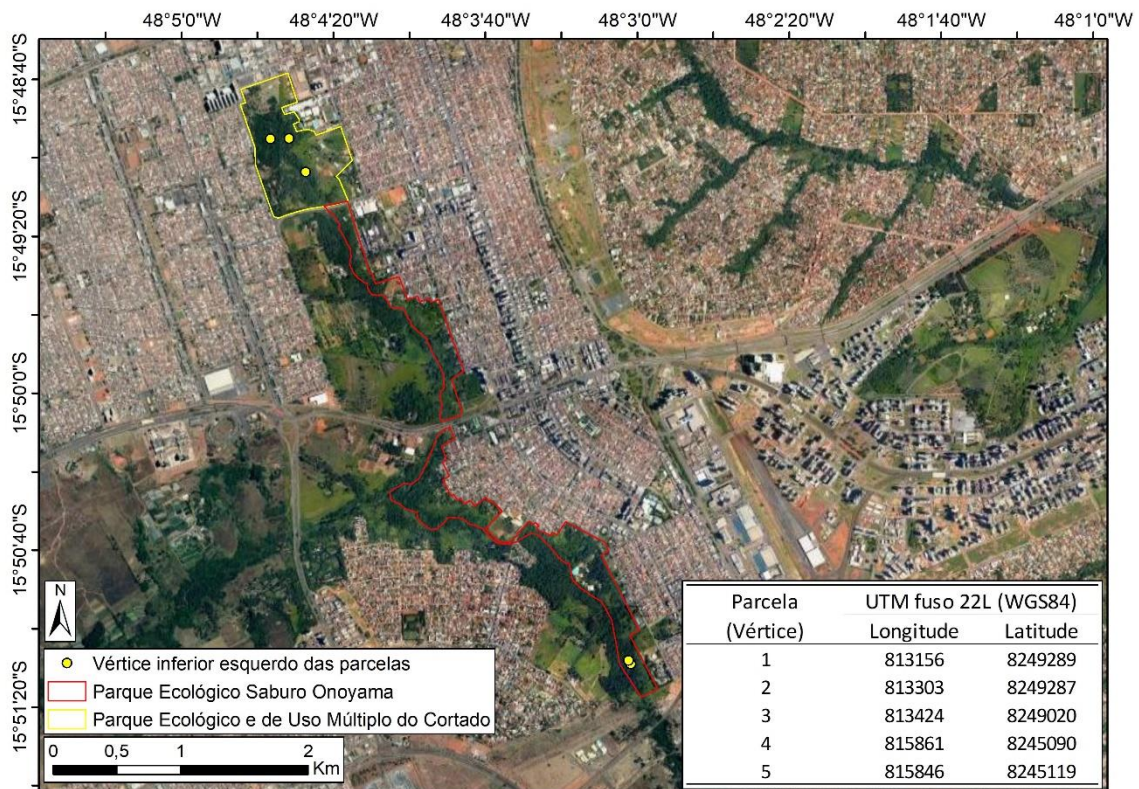 48°5'0"O 48°4'20"O 48°3'40"O 48°3'0"O 48°2'20"O 48°1'40"O 48°1'0"O
15°48'40"S
15°49'20"S
15°50'0"S
15°50'40"S
15°51'20"S
N
Vértice inferior esquerdo das parcelas
Parque Ecológico Saburo Onoyama
Parque Ecológico e de Uso Múltiplo do Cortado
0 0,5 1 2
Km
Parcela UTM fuso 22L (WGS84)
(Vértice) Longitude Latitude
1 813156 8249289
2 813303 8249287
3 813424 8249020
4 815861 8245090
5 815846 8245119